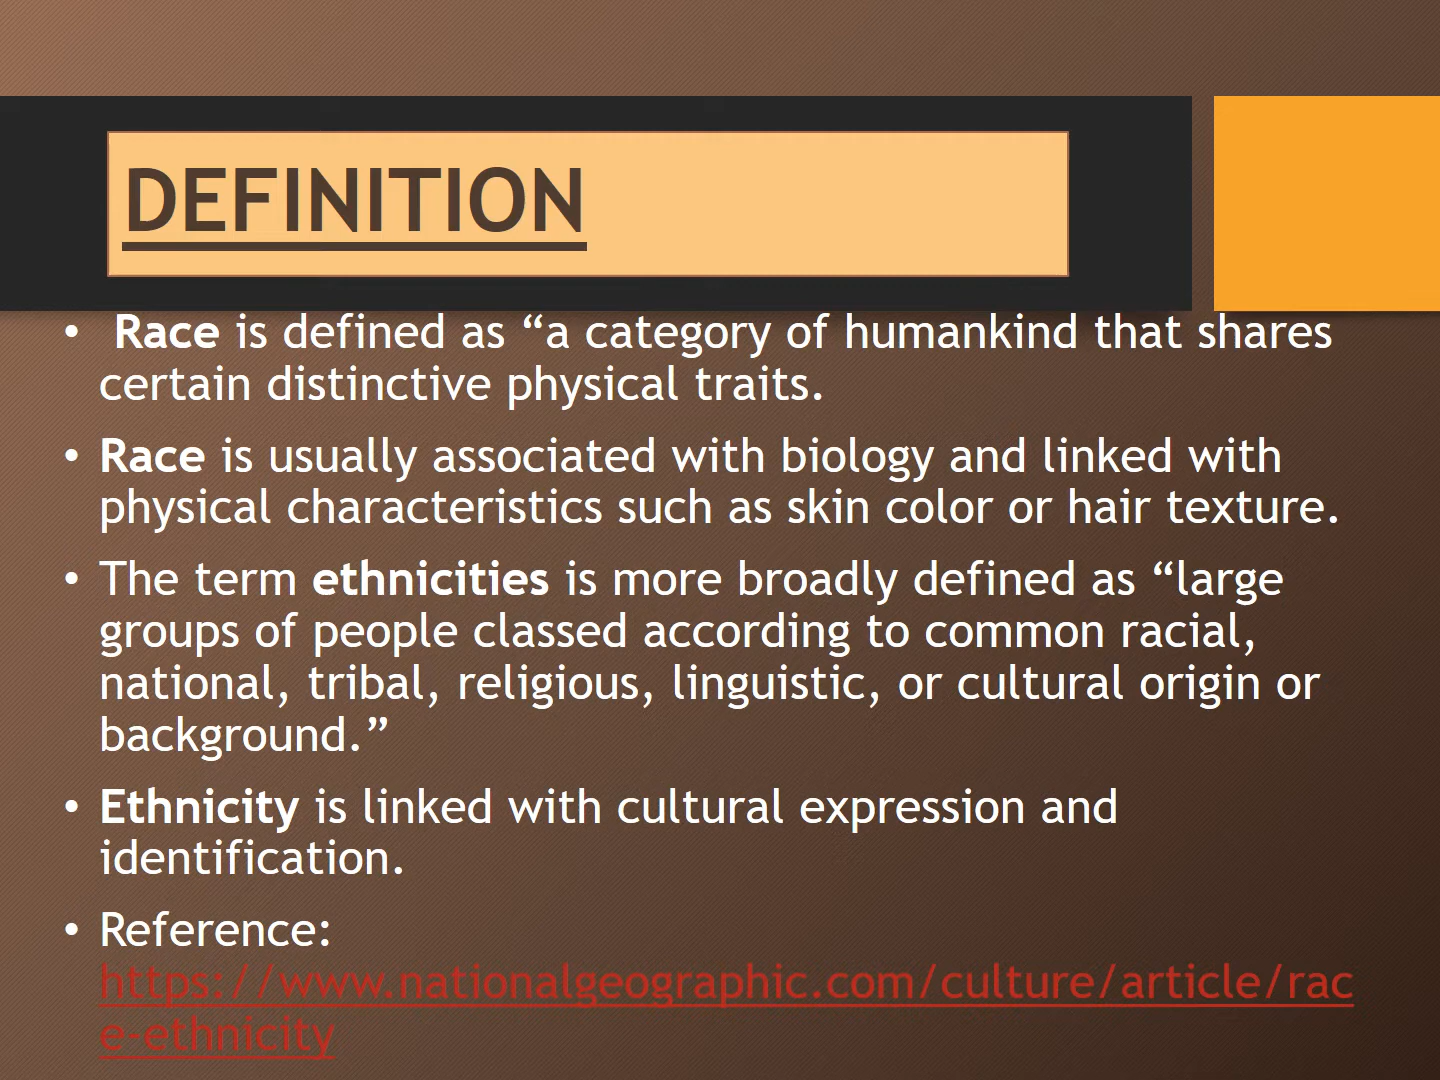 DEFINITION
• Race is defined as “a category of humankind that shares
certain distinctive physical traits.
• Race is usually associated with biology and linked with
physical characteristics such as skin color or hair texture.
• The term ethnicities is more broadly defined as “large
groups of people classed according to common racial,
national, tribal, religious, linguistic, or cultural origin or
background.”
• Ethnicity is linked with cultural expression and
identification.
• Reference:
https://www.nationalgeographic.com/culture/article/rac
e-ethnicity